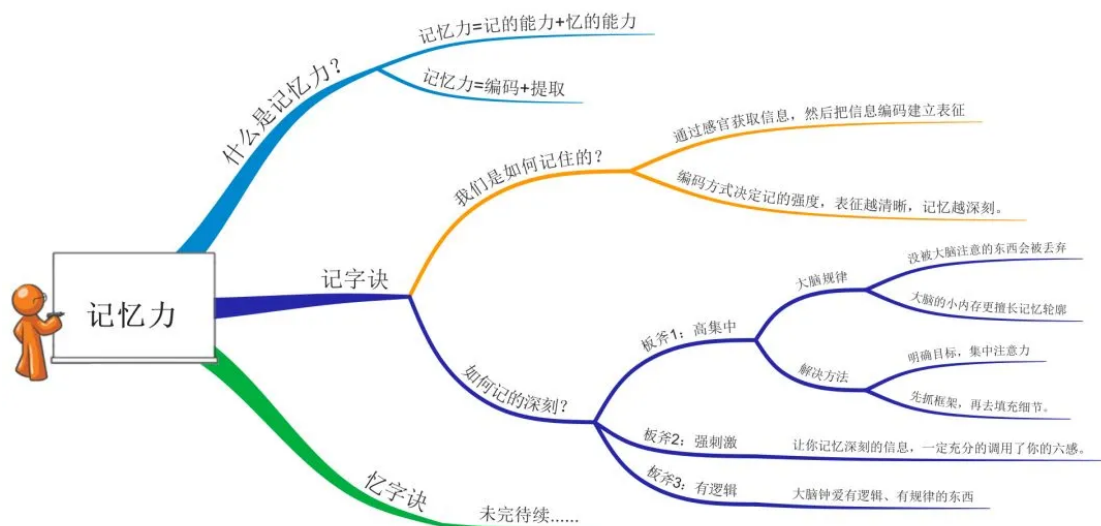 记忆力
什么是记忆力？
记忆力=记的能力+忆的能力
记忆力=编码+提取
记字诀
我们是如何记住的？
通过感官获取信息，然后把信息编码建立表征
编码方式决定记的强度，表征越清晰，记忆越深刻。
如何记的深刻？
板斧1：高集中
大脑规律
没被大脑注意的东西会被丢弃
大脑的小内存更擅长记忆轮廓
解决方法
明确目标，集中注意力
先抓框架，再去填充细节。
板斧2：强刺激
让你记忆深刻的信息，一定充分的调用了你的六感。
板斧3：有逻辑
大脑钟爱有逻辑、有规律的东西
忆字诀
未完待续......